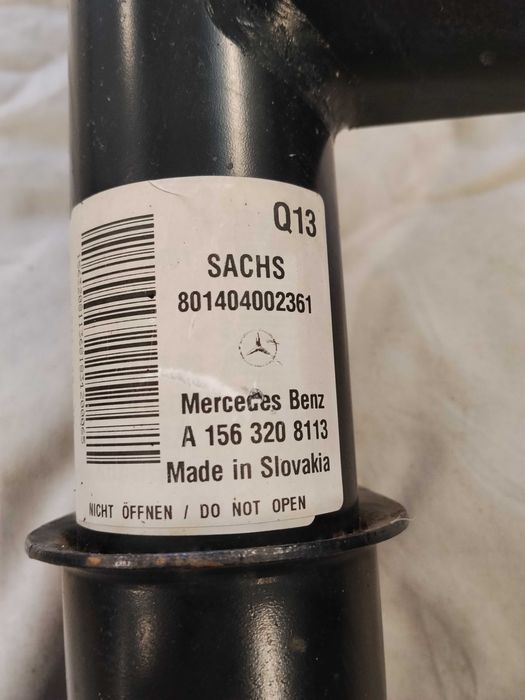 Q13
SACHS
801404002361
Mercedes Benz
A 156 320 8113
Made in Slovakia
NICHT ÖFFNEN / DO NOT OPEN